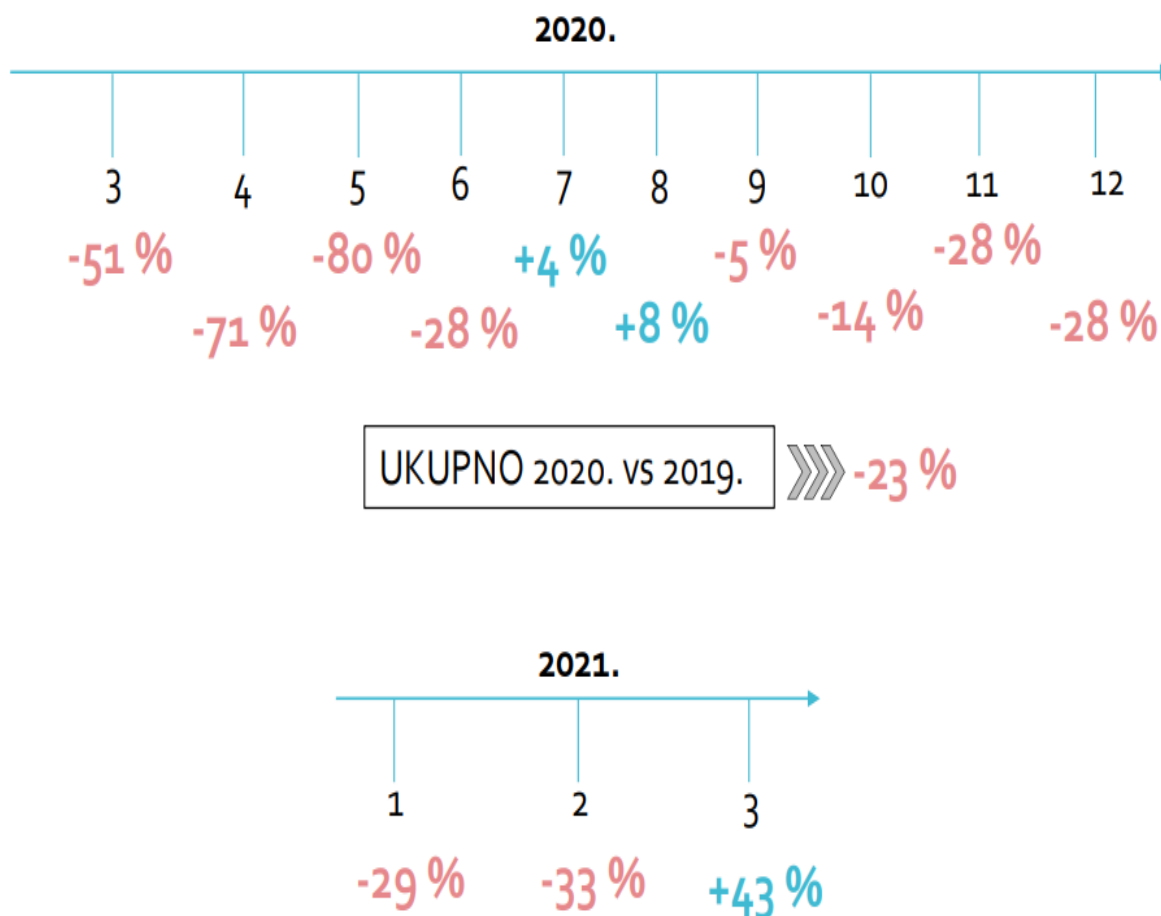 2020.
3 4 5 6 7 8 9 10 11 12
-51 % -80 % +4 % -5 % -28 %
-71 % -28 % +8 % -14 % -28 %
UKUPNO 2020. VS 2019. -23 %
2021.
1 2 3
-29 % -33 % +43 %